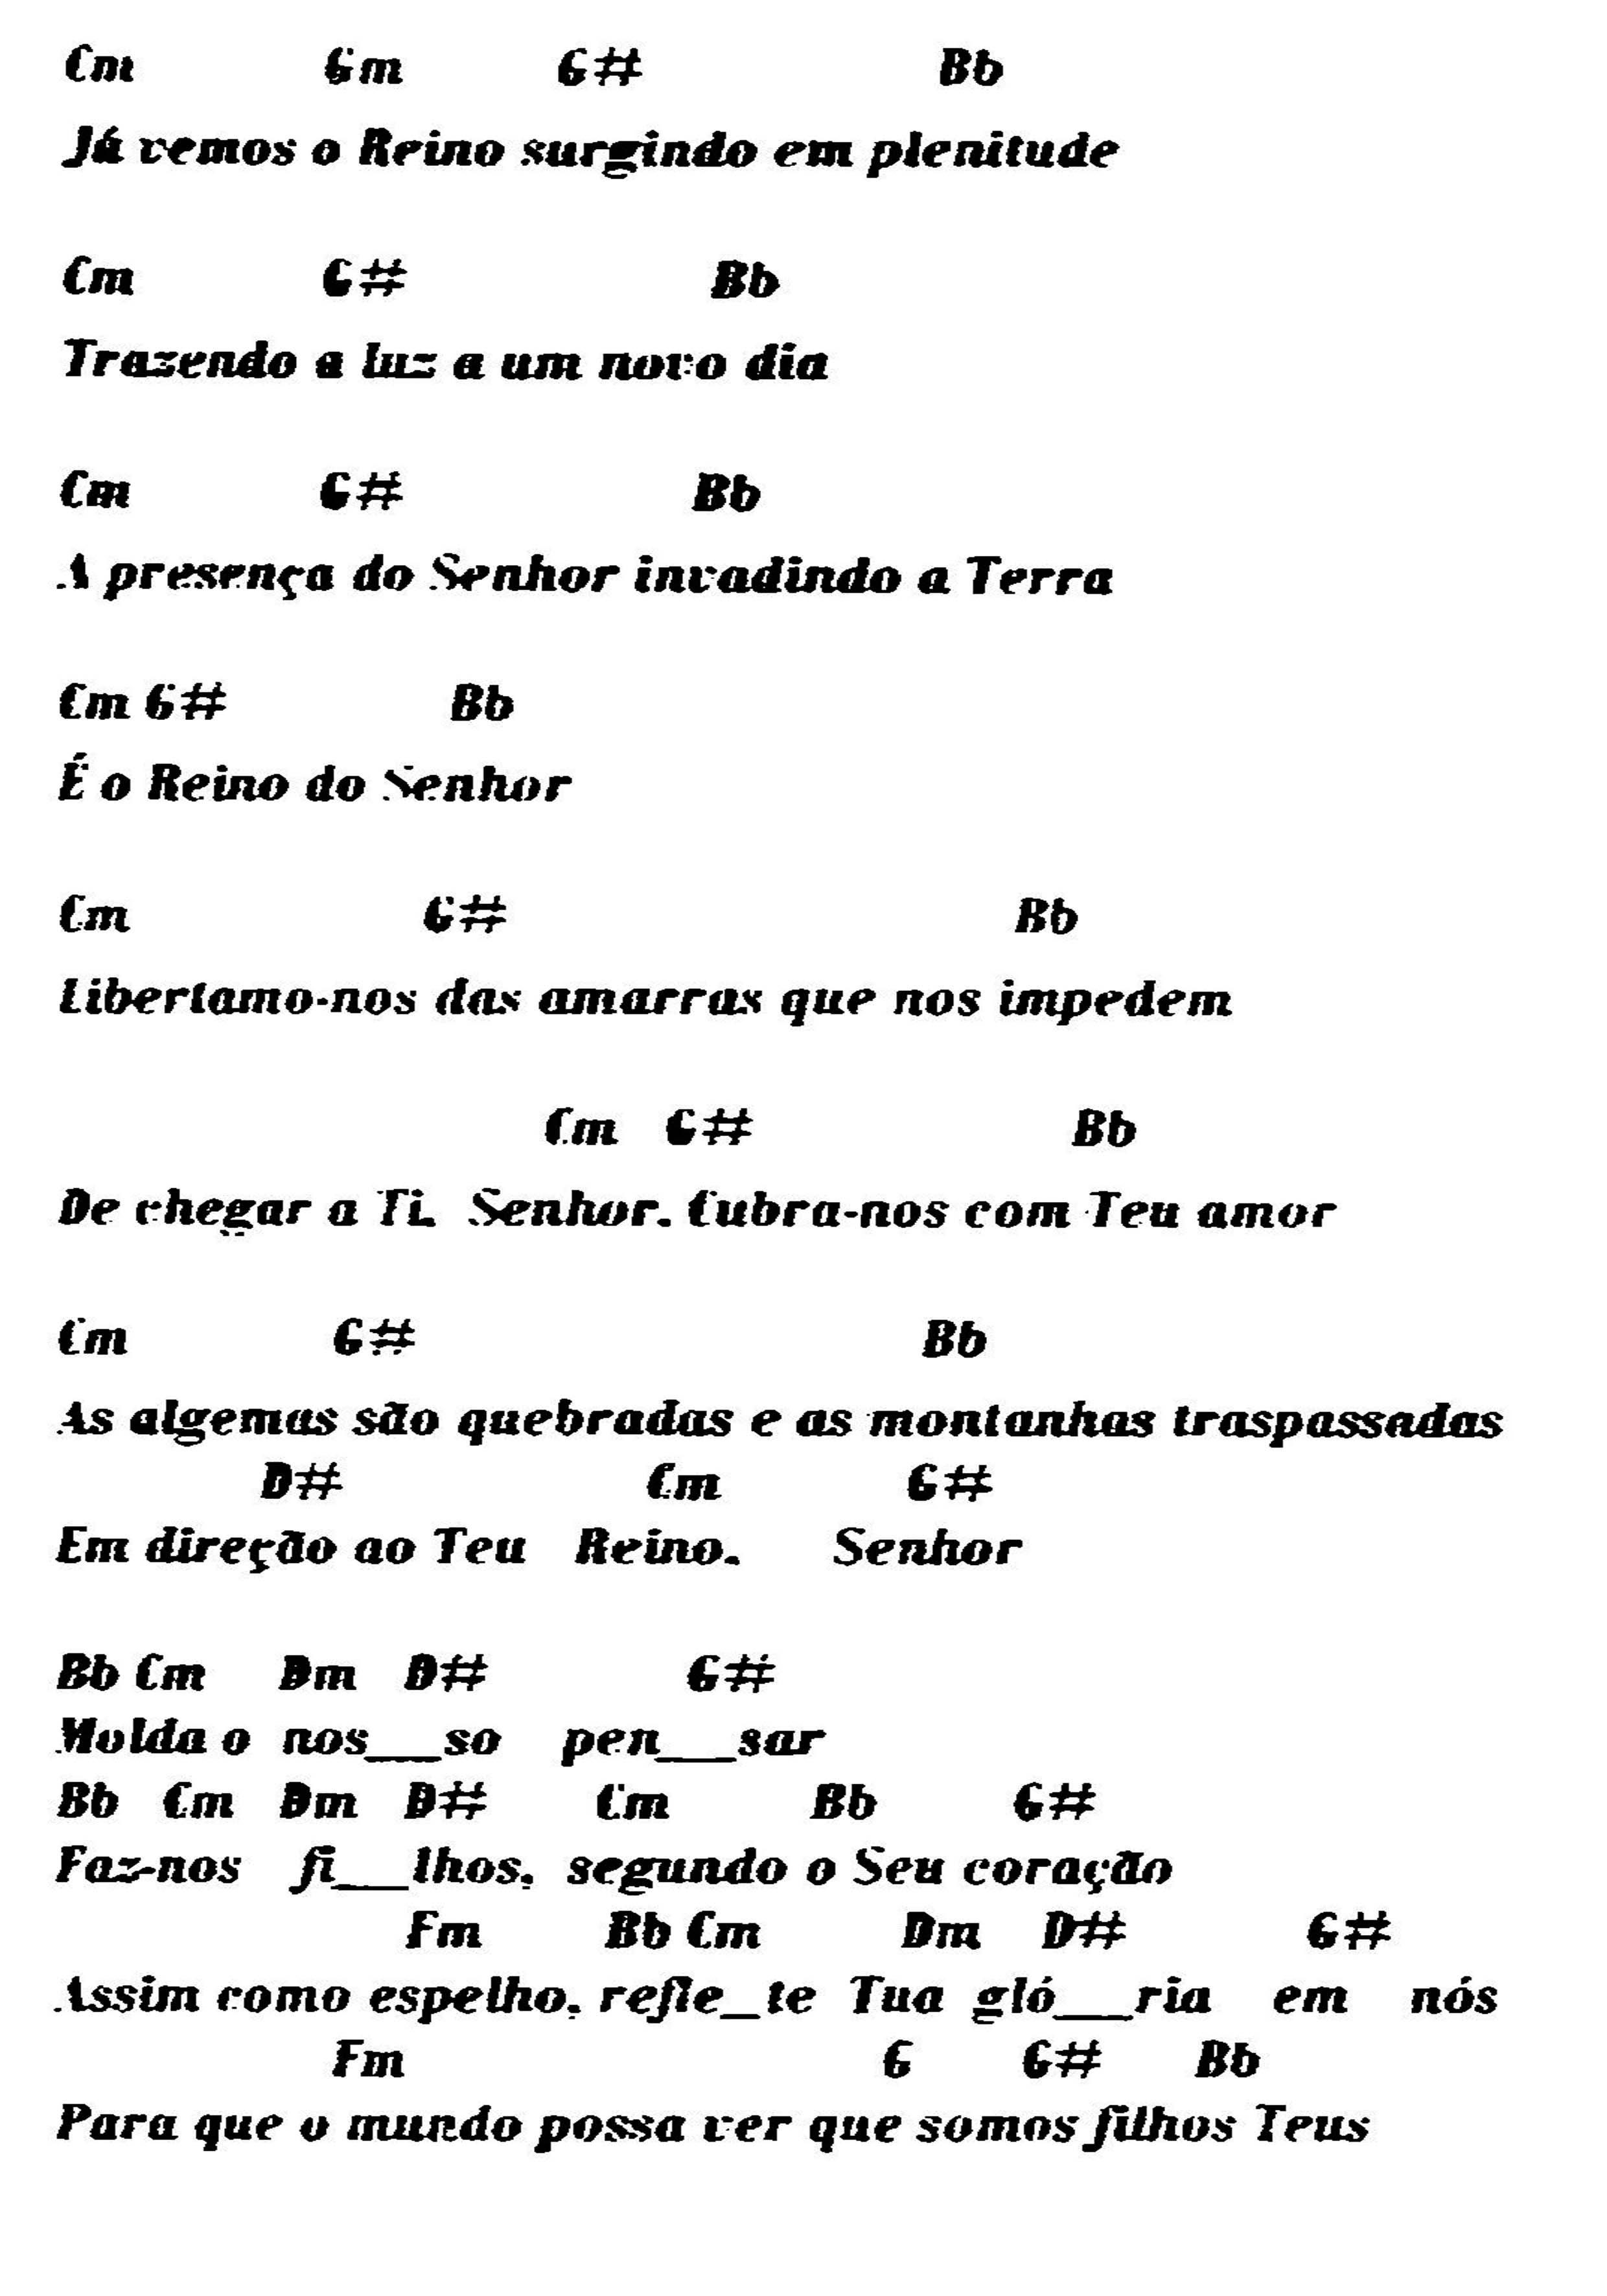 Cm Gm G# Bb
Já vemos o Reino surgindo em plenitude
Cm G# Bb
Trazendo a luz a um novo dia
Cm G# Bb
A presença do Senhor invadindo a Terra
Cm G# Bb
É o Reino do Senhor
Cm G# Bb
Libertamo-nos das amarras que nos impedem
Cm G# Bb
De chegar a Ti, Senhor. Cubra-nos com Teu amor
Cm G# Bb
As algemas são quebradas e as montanhas traspassadas
D# Cm G#
Em direção ao Teu Reino, Senhor
Bb Cm Dm D# G#
Molda o nos__so pen__sar
Bb Cm Dm D# Cm Bb G#
Faz-nos fi__lhos, segundo o Seu coração
Fm Bb Cm Dm D# G#
Assim como espelho, refle_te Tua gló__ria em nós
Fm G G# Bb
Para que o mundo possa ver que somos filhos Teus